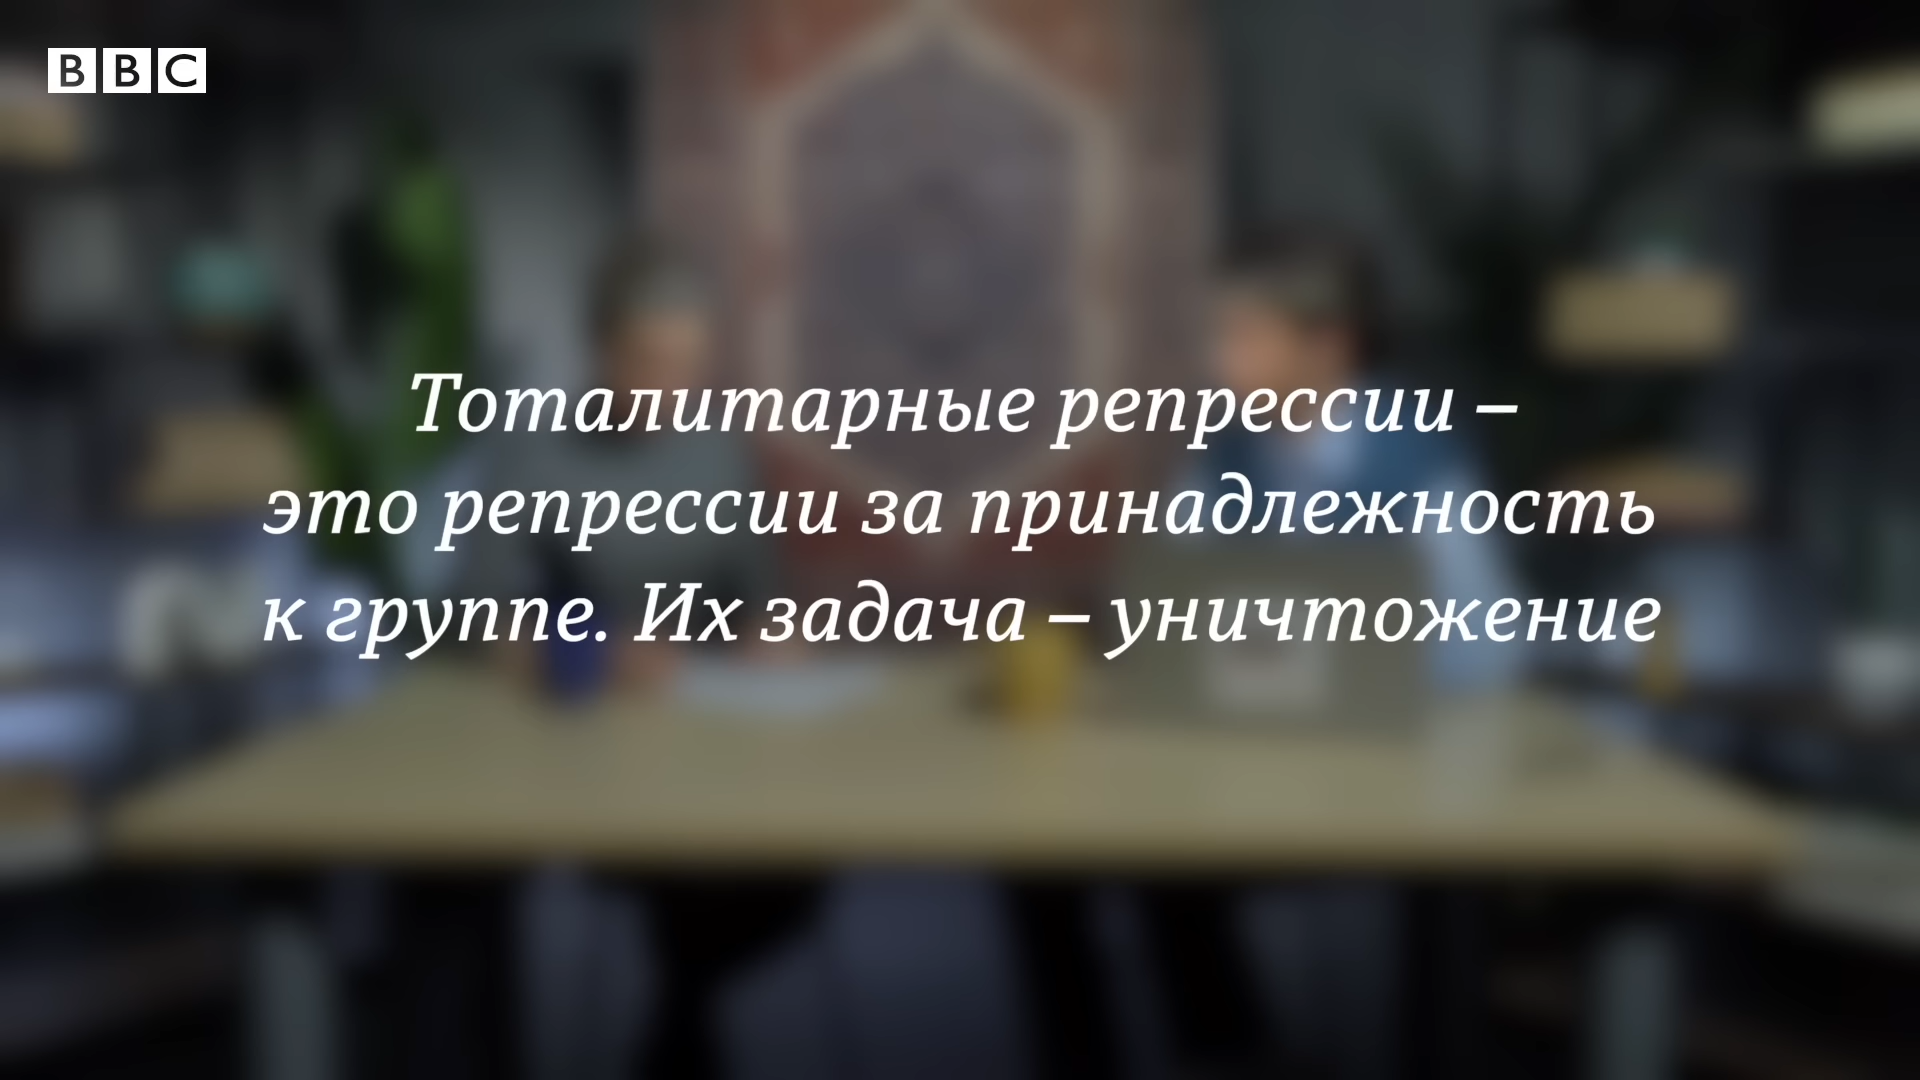 BBC
Тоталитарные репрессии –
это репрессии за принадлежность
к группе. Их задача – уничтожение